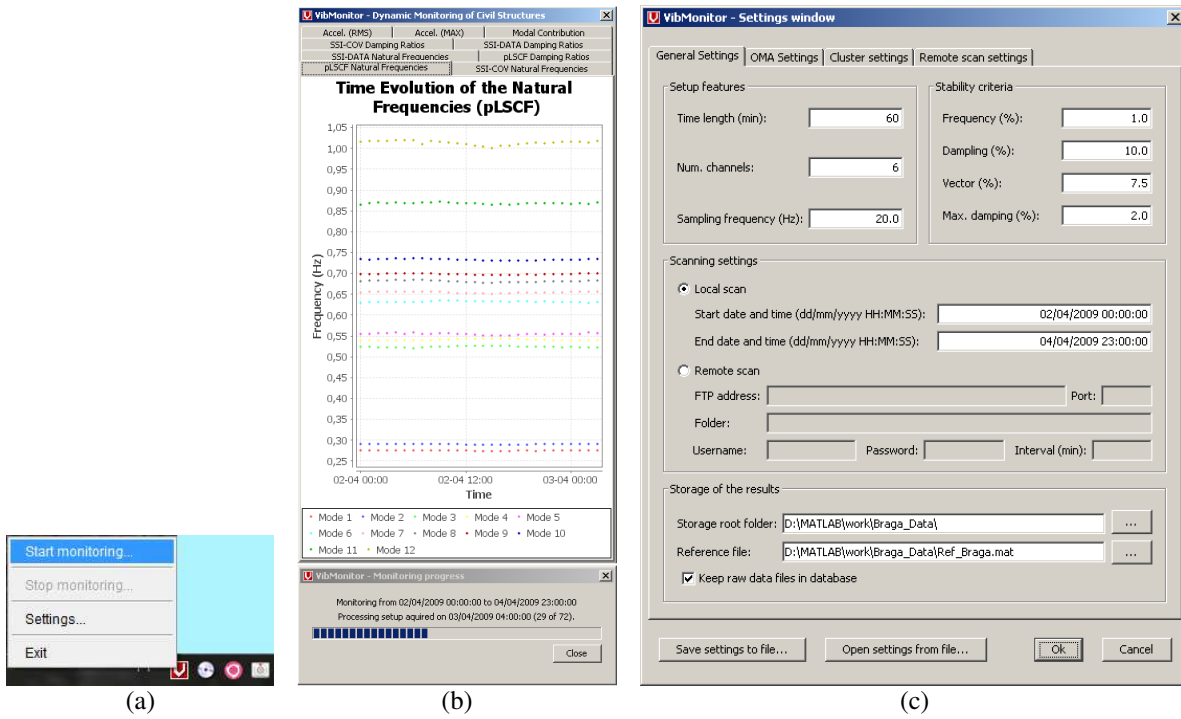 Start monitoring...
Stop monitoring...
Settings...
Exit
(a)
VibMonitor - Dynamic Monitoring of Civil Structures
Accel. (RMS) Accel. (MAX) Modal Contribution
SSI-COV Damping Ratios SSI-DATA Damping Ratios
SSI-DATA Natural Frequencies pLSCF Damping Ratios
pLSCF Natural Frequencies SSI-COV Natural Frequencies
Time Evolution of the Natural
Frequencies (pLSCF)
Frequency (Hz)
1,05
1,00
0,95
0,90
0,85
0,80
0,75
0,70
0,65
0,60
0,55
0,50
0,45
0,40
0,35
0,30
0,25
02-04 00:00 02-04 12:00 03-04 00:00
Time
Mode 1 Mode 2 Mode 3 Mode 4 Mode 5
Mode 6 Mode 7 Mode 8 Mode 9 Mode 10
Mode 11 Mode 12
VibMonitor - Monitoring progress
Monitoring from 02/04/2009 00:00:00 to 04/04/2009 23:00:00
Processing setup aquired on 03/04/2009 04:00:00 (29 of 72).
Close
(b)
VibMonitor - Settings window
General Settings OMA Settings Cluster settings Remote scan settings
Setup features
Time length (min): 60
Num. channels: 6
Sampling frequency (Hz): 20.0
Stability criteria
Frequency (%): 1.0
Dampling (%): 10.0
Vector (%): 7.5
Max. damping (%): 2.0
Scanning settings
Local scan
Start date and time (dd/mm/yyyy HH:MM:SS): 02/04/2009 00:00:00
End date and time (dd/mm/yyyy HH:MM:SS): 04/04/2009 23:00:00
Remote scan
FTP address: Port:
Folder:
Username: Password: Interval (min):
Storage of the results
Storage root folder: D:\MATLAB\work\Braga_Data\ ...
Reference file: D:\MATLAB\work\Braga_Data\Ref_Braga.mat ...
Keep raw data files in database
Save settings to file... Open settings from file... Ok Cancel
(c)